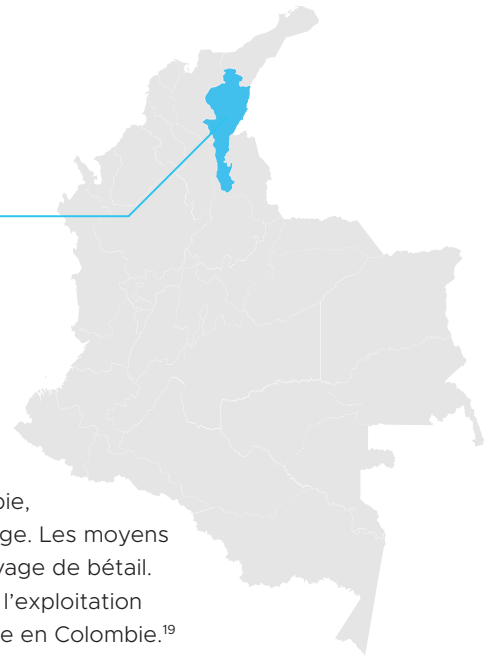 bie,
ge. Les moyens
vage de bétail.
l’exploitation
e en Colombie.¹⁹